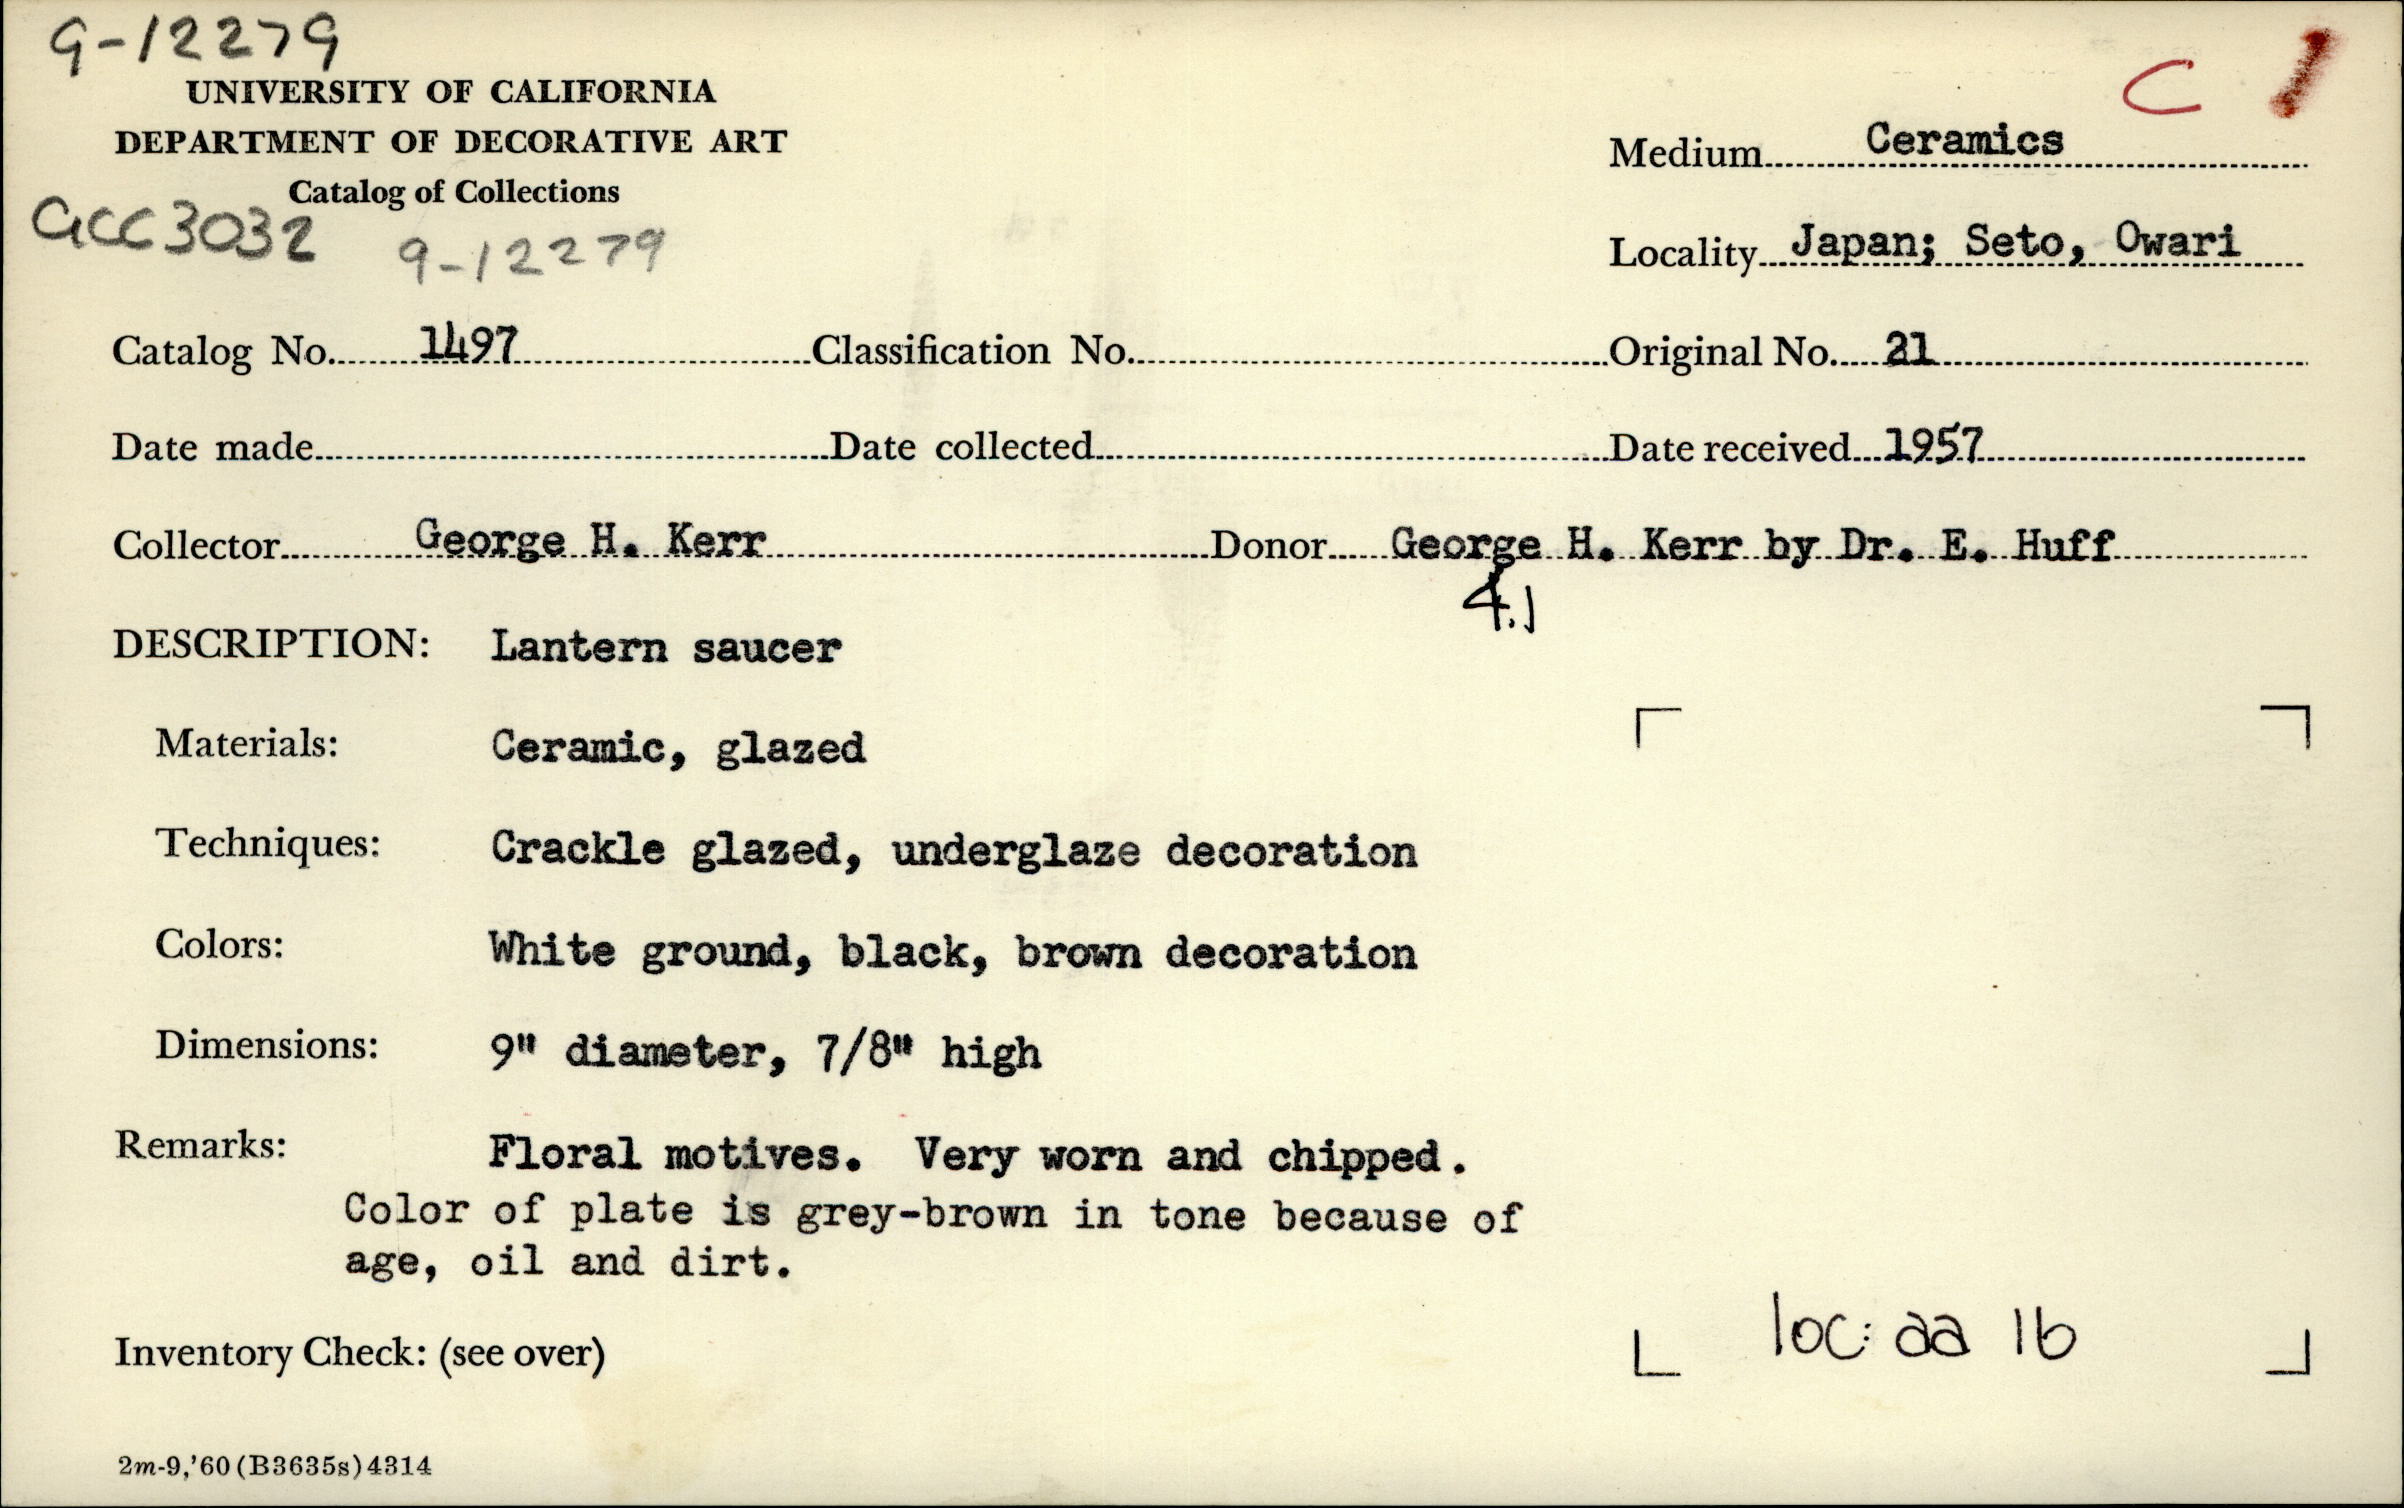 9-12279
UNIVERSITY OF CALIFORNIA
DEPARTMENT OF DECORATIVE ART
Catalog of Collections
acc 3032 9-12279
C
Medium Ceramics
Locality Japan; Seto, Owari
Catalog No. 1497 Classification No. Original No.
Date made Date collected Date received 1957
Collector George H. Kerr Donor George H. Kerr by Dr. E. Huff
4.1
DESCRIPTION: Lantern saucer
Materials: Ceramic, glazed
Techniques: Crackle glazed, underglaze decoration
Colors: White ground, black, brown decoration
Dimensions: 9" diameter, 7/8" high
Remarks: Floral motives. Very worn and chipped.
Color of plate is grey-brown in tone because of
age, oil and dirt.
loc: aa 16
Inventory Check: (see over)
2m-9,'60(B3635s)4314